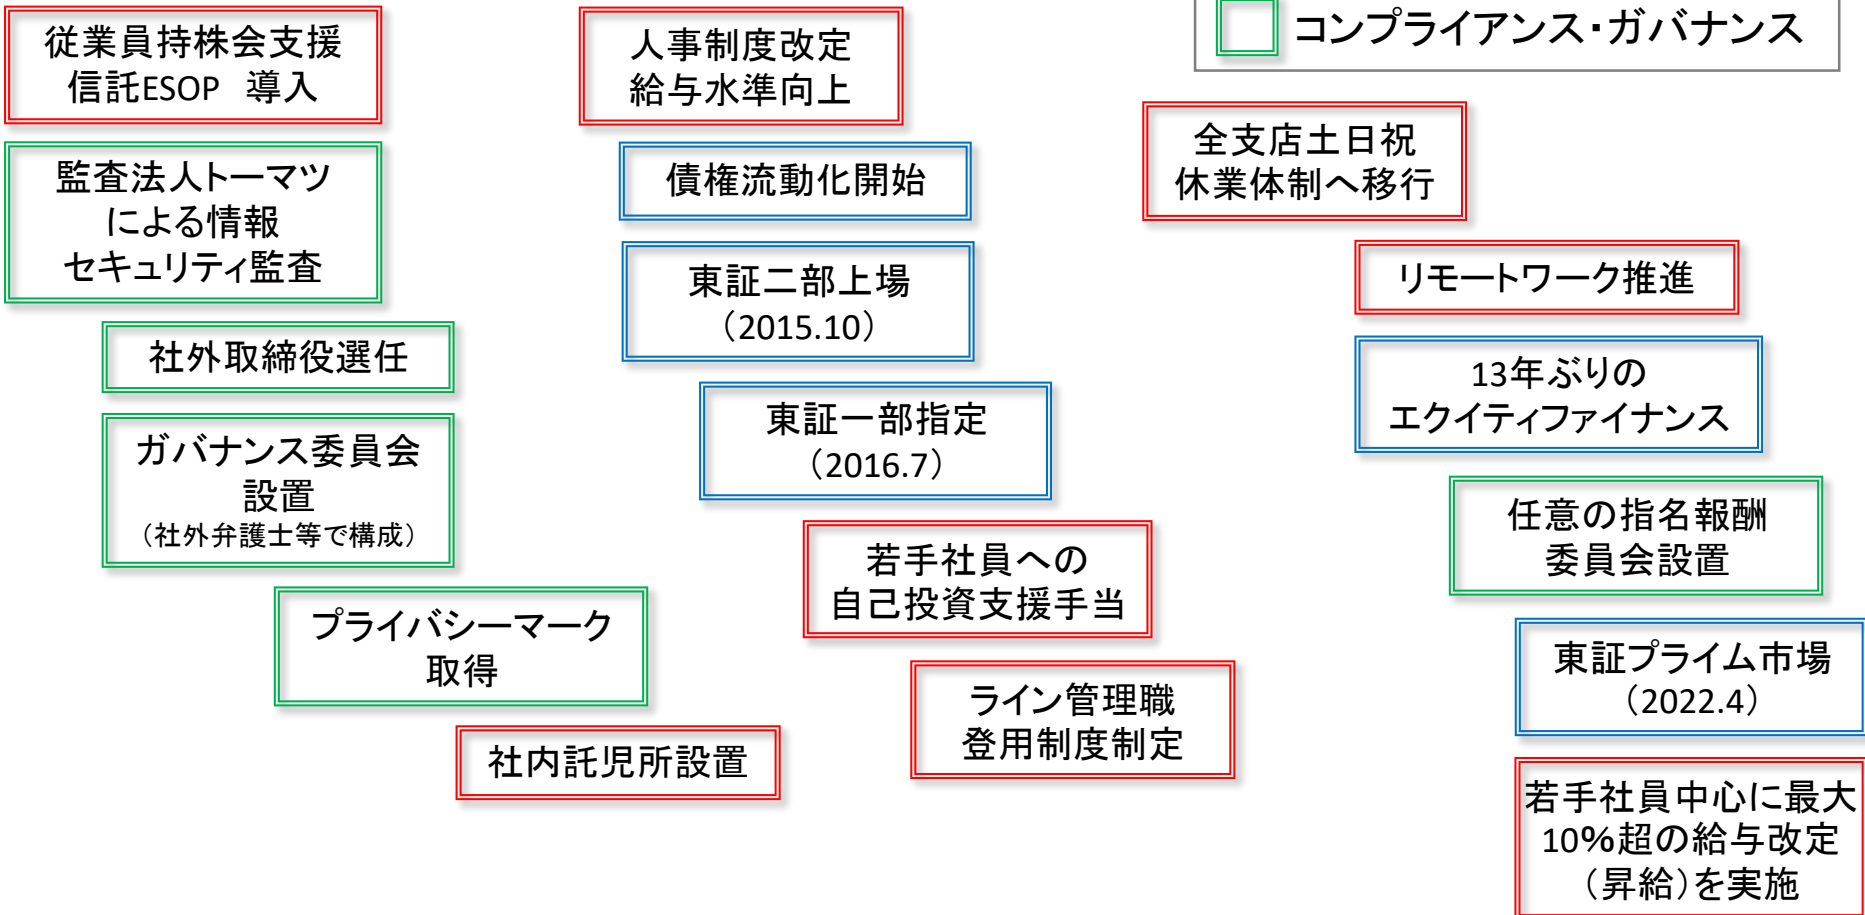 コンプライアンス・ガバナンス
従業員持株会支援
信託ESOP　導入
監査法人トーマツ
による情報
セキュリティ監査
社外取締役選任
ガバナンス委員会
設置
（社外弁護士等で構成）
プライバシーマーク
取得
社内託児所設置
人事制度改定
給与水準向上
債権流動化開始
東証二部上場
（2015.10）
東証一部指定
（2016.7）
若手社員への
自己投資支援手当
ライン管理職
登用制度制定
全支店土日祝
休業体制へ移行
リモートワーク推進
13年ぶりの
エクイティファイナンス
任意の指名報酬
委員会設置
東証プライム市場
（2022.4）
若手社員中心に最大
10%超の給与改定
（昇給）を実施